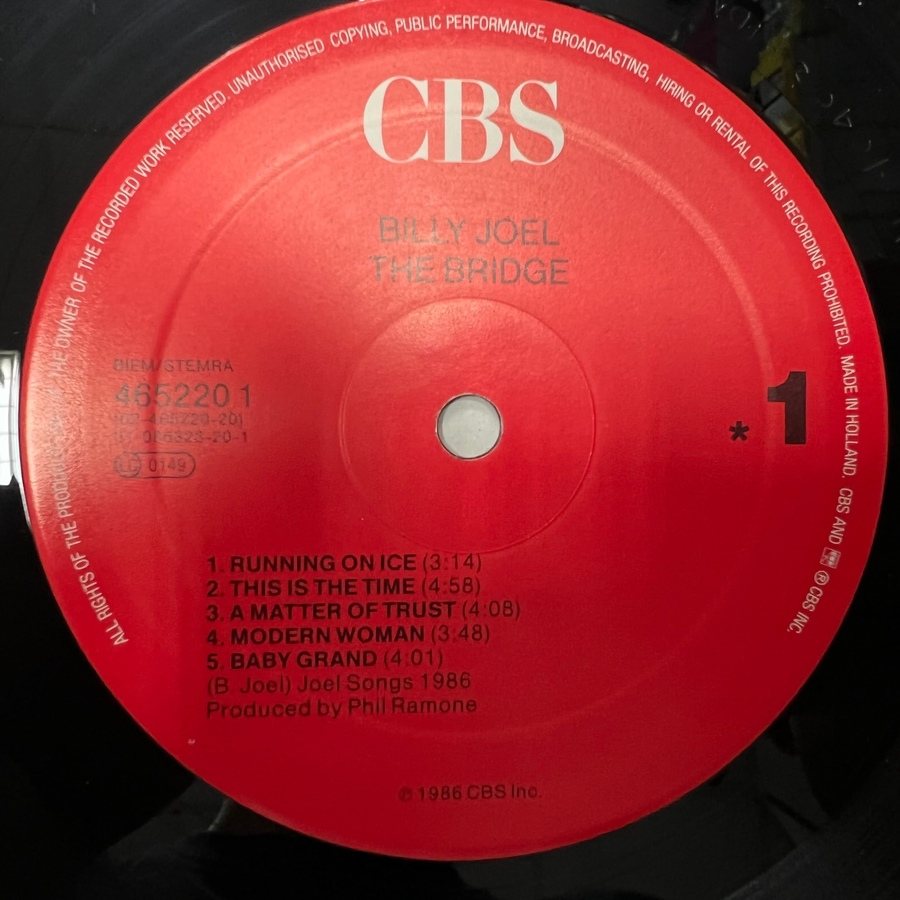 ALL RIGHTS OF THE PRODUCER AND OF THE OWNER OF THE RECORDED WORK RESERVED. UNAUTHORISED COPYING, PUBLIC PERFORMANCE, BROADCASTING, HIRING OR RENTAL OF THIS RECORDING PROHIBITED. MADE IN HOLLAND. CBS AND ® CBS INC.
CBS
BILLY JOEL
THE BRIDGE
BIEM/STEMRA
465220 1
LC 0149
* 1
1. RUNNING ON ICE (3:14)
2. THIS IS THE TIME (4:58)
3. A MATTER OF TRUST (4:08)
4. MODERN WOMAN (3:48)
5. BABY GRAND (4:01)
(B. Joel) Joel Songs 1986
Produced by Phil Ramone
℗ 1986 CBS Inc.